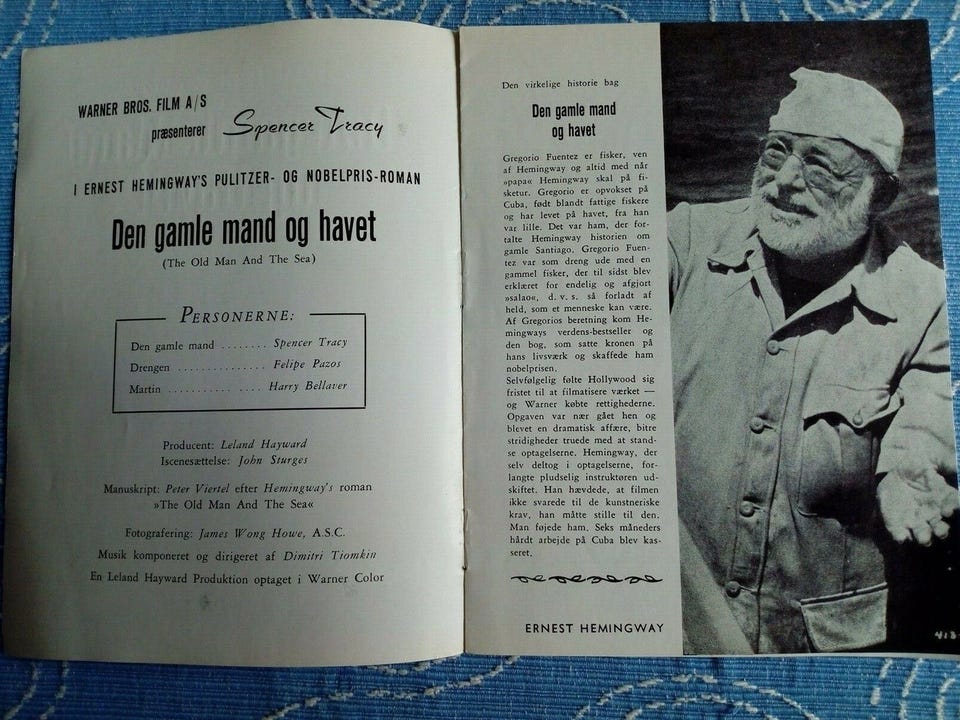 WARNER BROS. FILM A/S
præsenterer Spencer Tracy
I ERNEST HEMINGWAY'S PULITZER- OG NOBELPRIS-ROMAN
Den gamle mand og havet
(The Old Man And The Sea)
PERSONERNE:
Den gamle mand ........ Spencer Tracy
Drengen ............... Felipe Pazos
Martin ............ .... Harry Bellaver
Producent: Leland Hayward
Iscenesættelse: John Sturges
Manuskript: Peter Viertel efter Hemingway's roman
»The Old Man And The Sea«
Fotografering: James Wong Howe, A.S.C.
Musik komponeret og dirigeret af Dimitri Tiomkin
En Leland Hayward Produktion optaget i Warner Color
Den virkelige historie bag
Den gamle mand
og havet
Gregorio Fuentez er fisker, ven
af Hemingway og altid med når
»papa« Hemingway skal på fi-
sketur. Gregorio er opvokset på
Cuba, født blandt fattige fiskere
og har levet på havet, fra han
var lille. Det var ham, der for-
talte Hemingway historien om
gamle Santiago. Gregorio Fuen-
tez var som dreng ude med en
gammel fisker, der til sidst blev
erklæret for endelig og afgjort
»salao«, d. v. s. så forladt af
held, som et menneske kan være.
Af Gregorios beretning kom He-
mingways verdens-bestseller og
den bog, som satte kronen på
hans livsværk og skaffede ham
nobelprisen.
Selvfølgelig følte Hollywood sig
fristet til at filmatisere værket —
og Warner købte rettighederne.
Opgaven var nær gået hen og
blevet en dramatisk affære, bitre
stridigheder truede med at stand-
se optagelserne. Hemingway, der
selv deltog i optagelserne, for-
langte pludselig instruktøren ud-
skiftet. Han hævdede, at filmen
ikke svarede til de kunstneriske
krav, han måtte stille til den.
Man føjede ham. Seks måneders
hårdt arbejde på Cuba blev kas-
seret.
ERNEST HEMINGWAY
413-